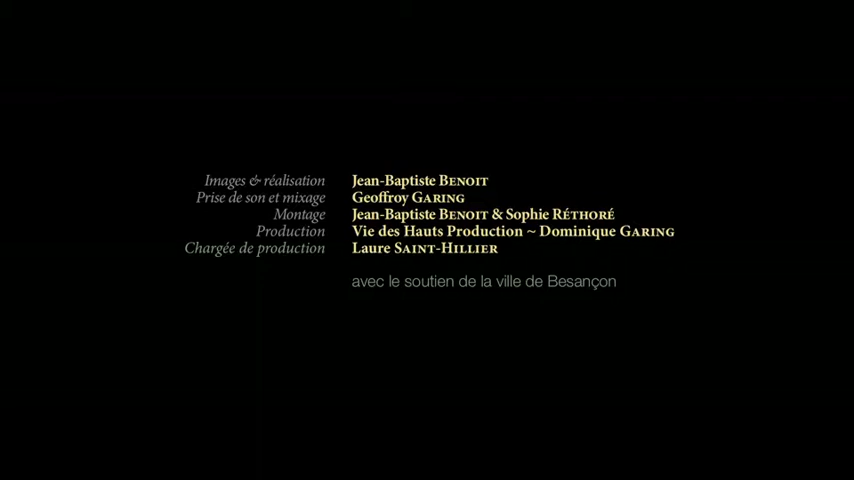 Images & réalisation Jean-Baptiste BENOIT
Prise de son et mixage Geoffroy GARING
Montage Jean-Baptiste BENOIT & Sophie RÉTHORÉ
Production Vie des Hauts Production ~ Dominique GARING
Chargée de production Laure SAINT-HILLIER
avec le soutien de la ville de Besançon